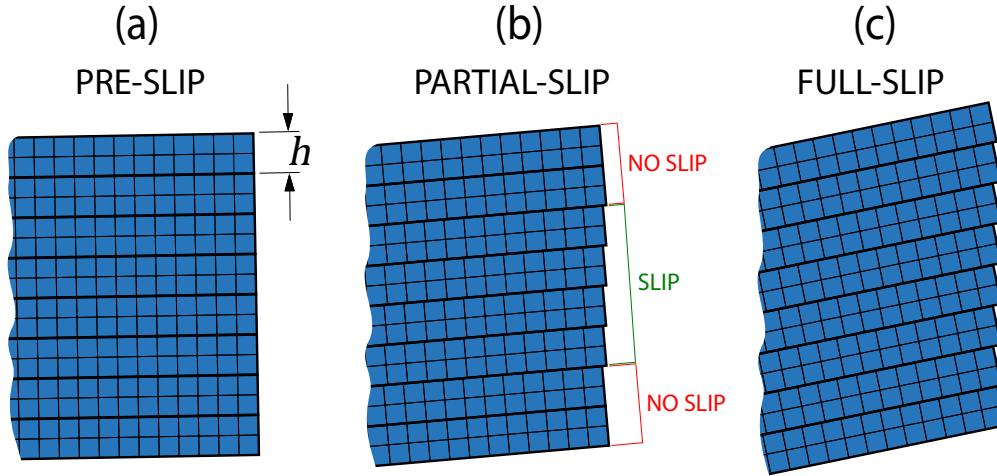 (a)
PRE-SLIP
h
(b)
PARTIAL-SLIP
NO SLIP
SLIP
NO SLIP
(c)
FULL-SLIP